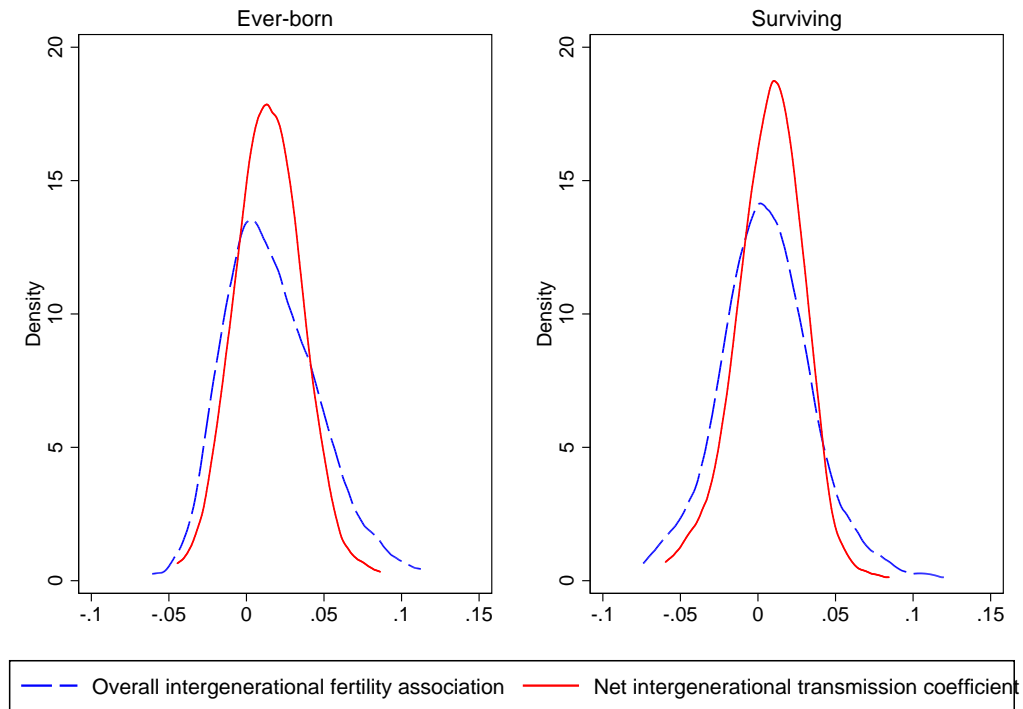 Ever-born
Surviving
Density
20
15
10
5
0
-.1 -.05 0 .05 .1 .15
Density
20
15
10
5
0
-.1 -.05 0 .05 .1 .15
Overall intergenerational fertility association
Net intergenerational transmission coefficient